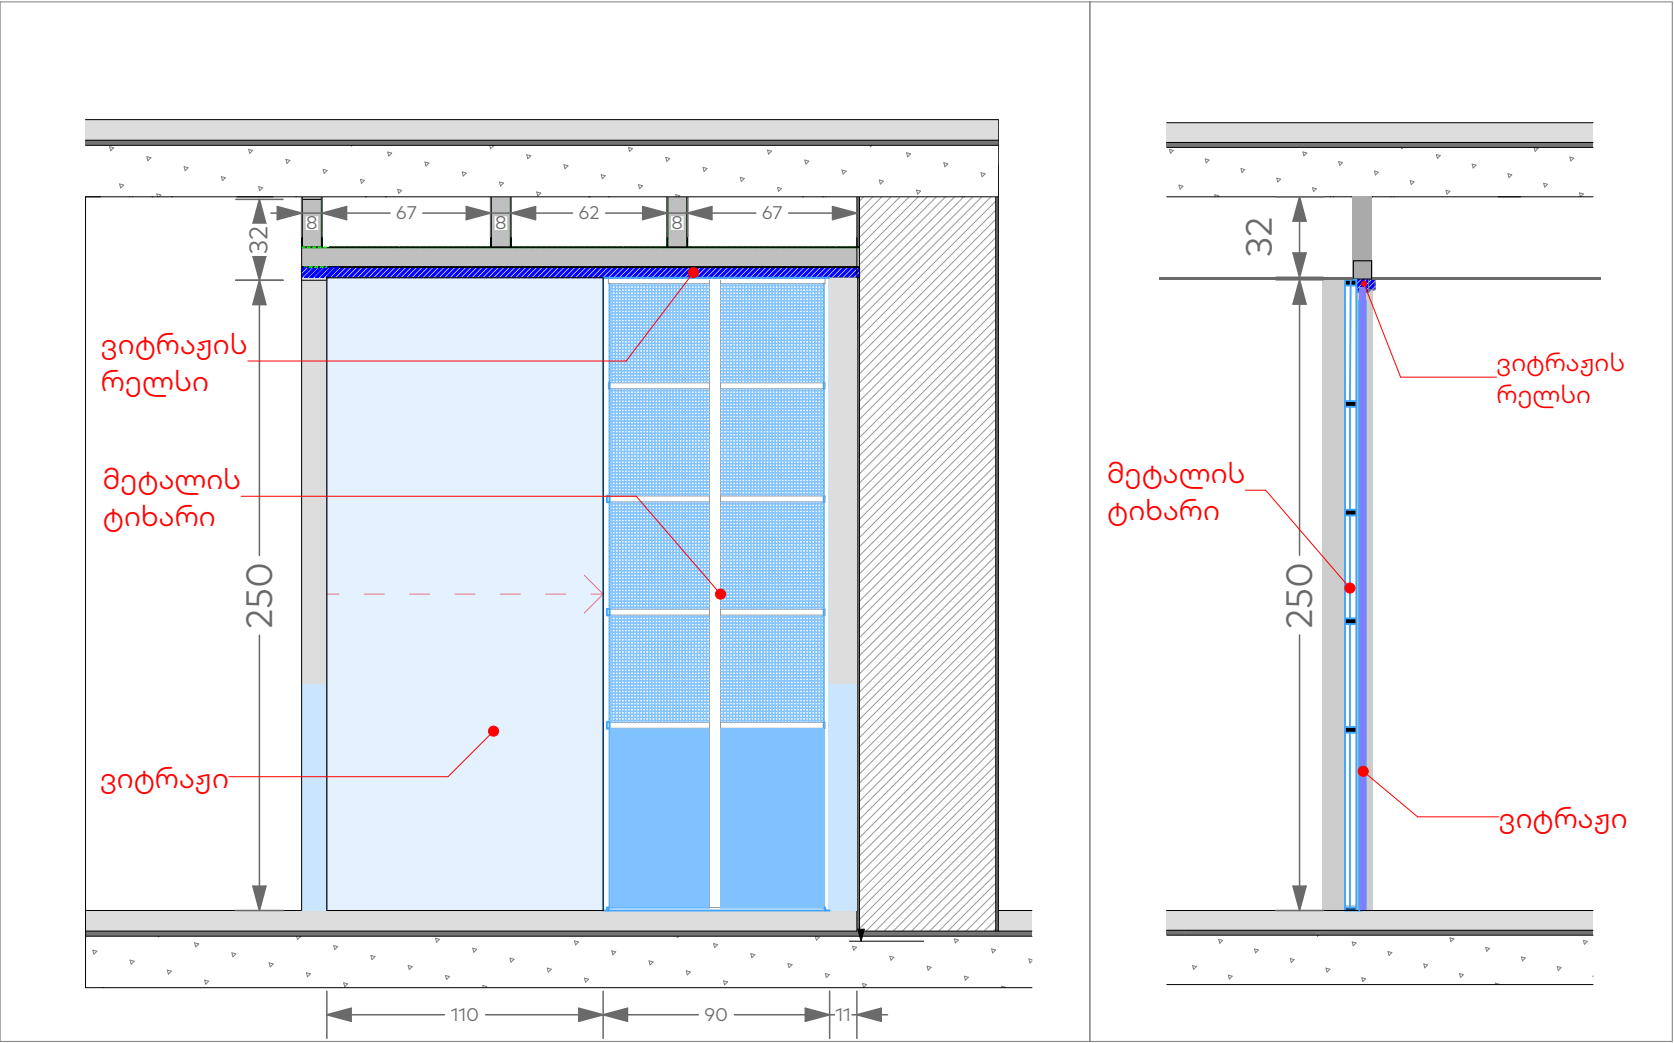 8
67
8
62
8
67
32
ვიტრაჟის
რელსი
მეტალის
ტიხარი
250
ვიტრაჟი
110
90
11
32
ვიტრაჟის
რელსი
მეტალის
ტიხარი
250
ვიტრაჟი